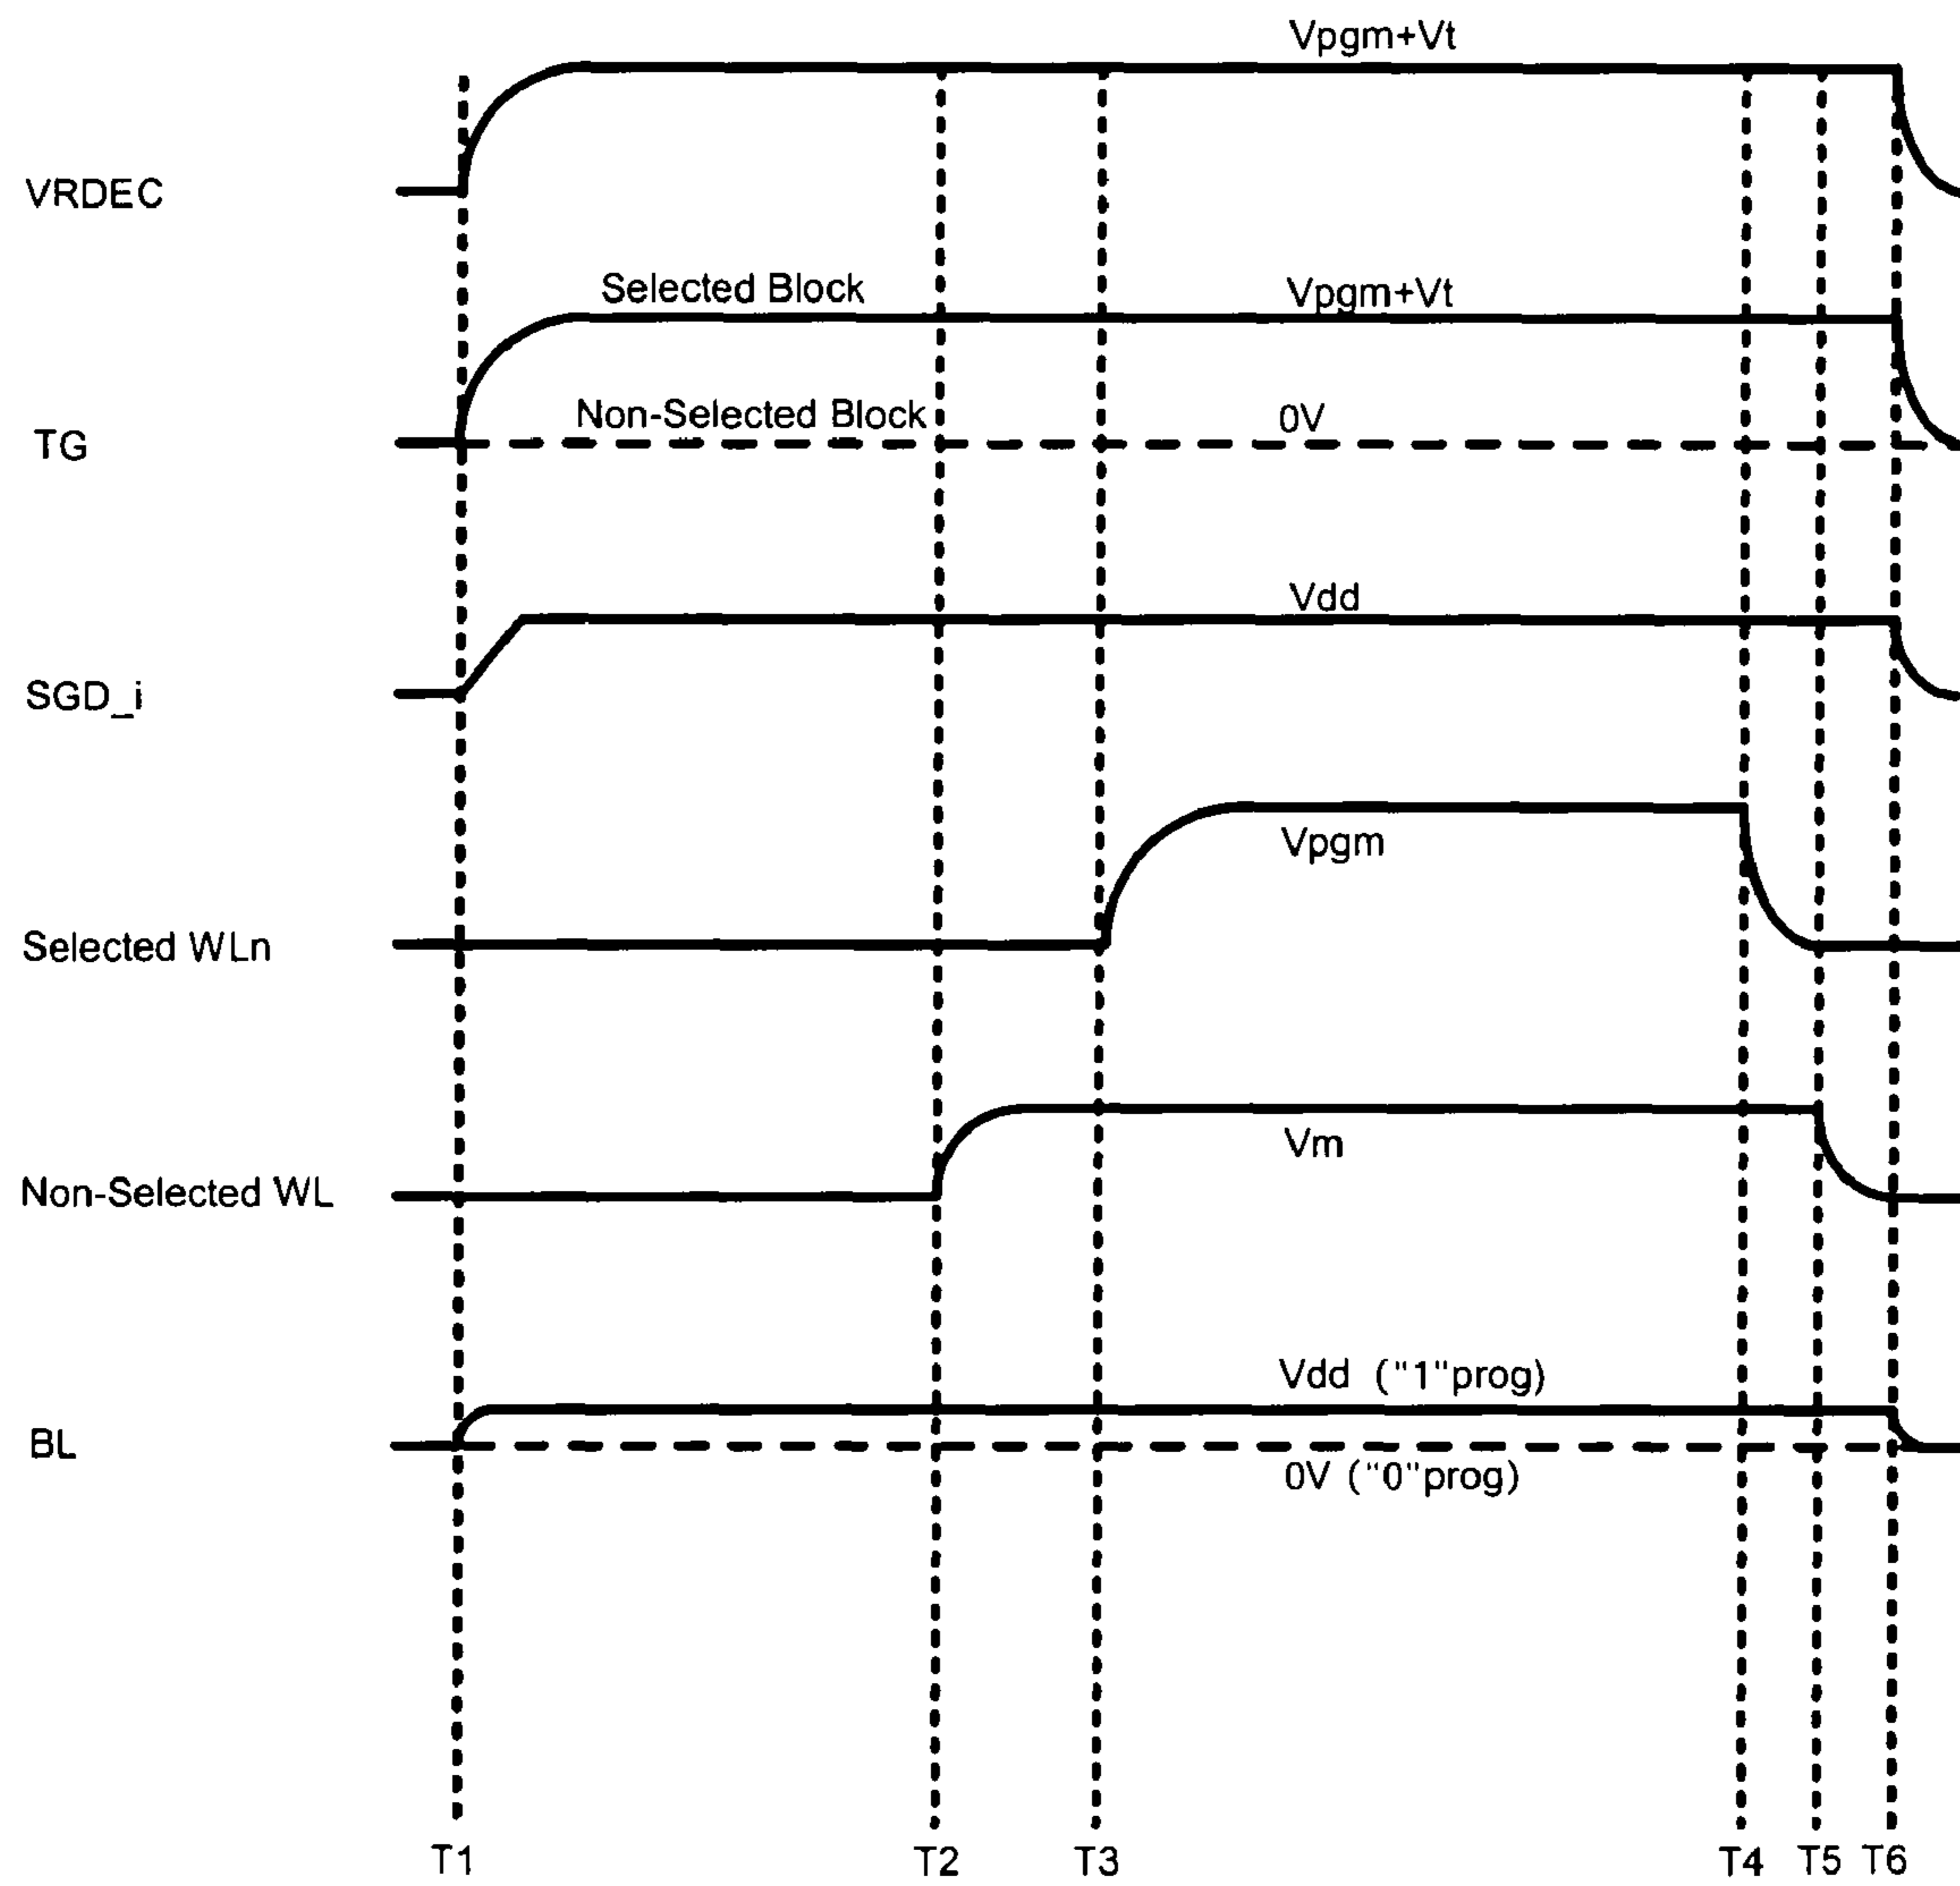 Vpgm+Vt
VRDEC
Selected Block
Vpgm+Vt
Non-Selected Block
0V
TG
Vdd
SGD_i
Vpgm
Selected WLn
Vm
Non-Selected WL
Vdd ("1"prog)
BL
0V ("0"prog)
T1 T2 T3 T4 T5 T6